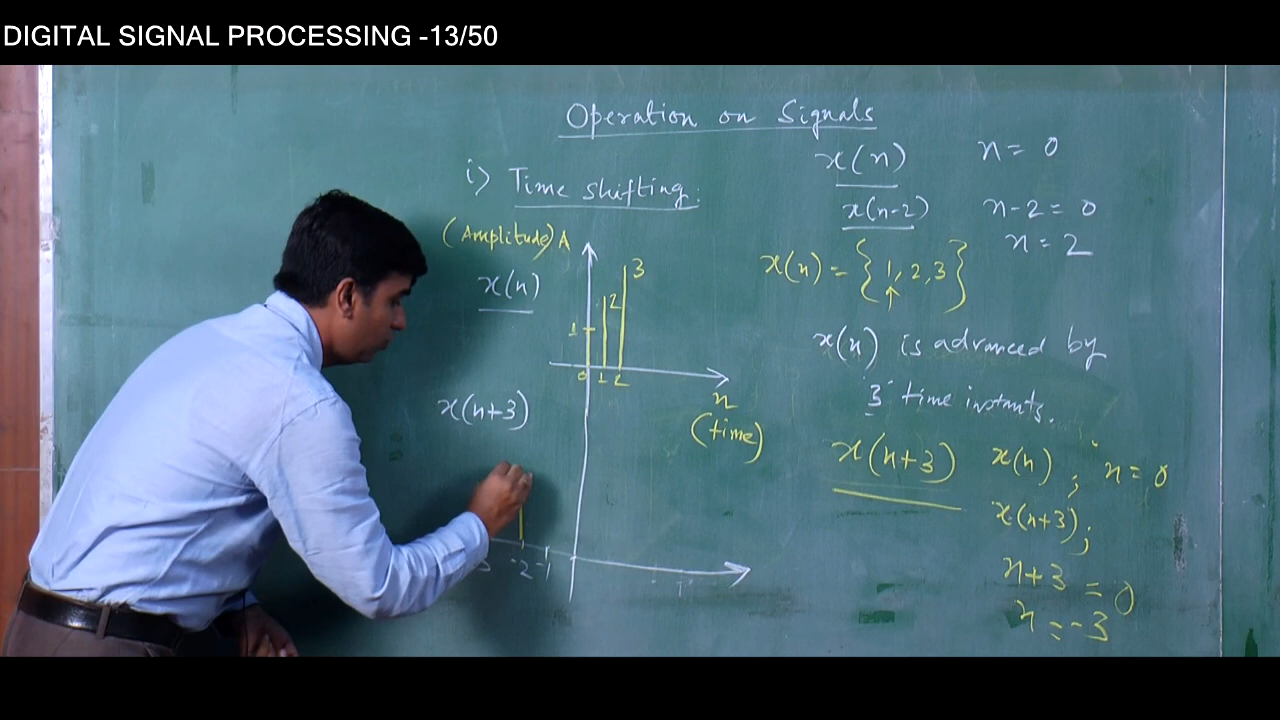 DIGITAL SIGNAL PROCESSING -13/50
Operation on Signals
i) Time shifting:
x(n) n = 0
x(n-2) n-2 = 0
n = 2
(Amplitude) A
x(n)
3
2
1
0 1 2
n
(time)
x(n) = {1, 2, 3}
↑
x(n) is advanced by
3 time instants.
x(n+3)
-2 -1
x(n+3) x(n), n = 0
x(n+3);
n+3 = 0
n = -3